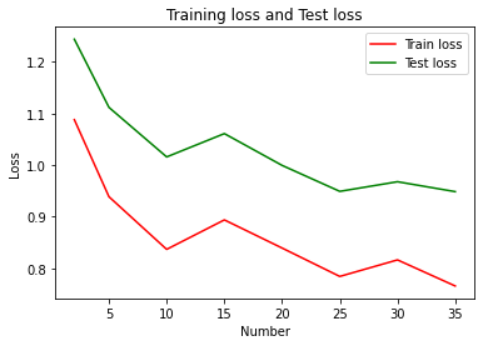 Training loss and Test loss
Train loss
Test loss
Loss
1.2
1.1
1.0
0.9
0.8
5 10 15 20 25 30 35
Number